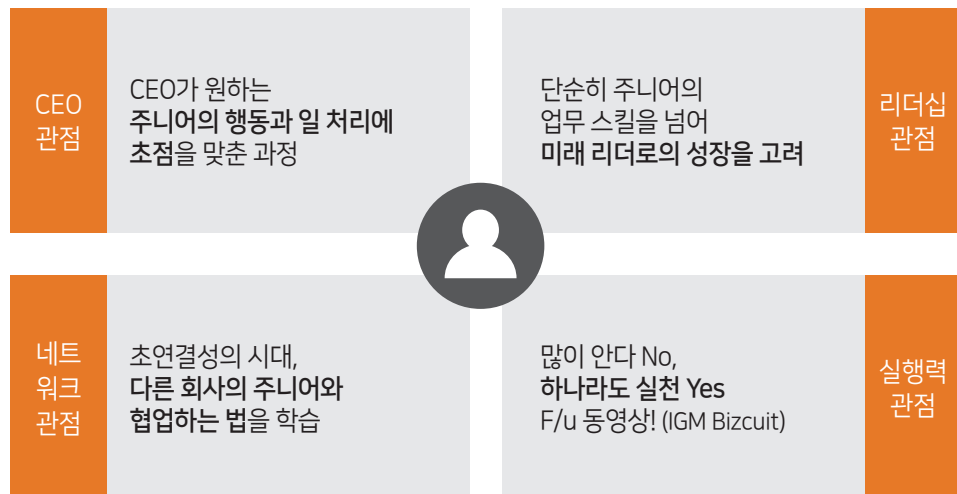 CEO
관점
CEO가 원하는
주니어의 행동과 일 처리에
초점을 맞춘 과정
단순히 주니어의
업무 스킬을 넘어
미래 리더로의 성장을 고려
리더십
관점
네트
워크
관점
초연결성의 시대,
다른 회사의 주니어와
협업하는 법을 학습
많이 안다 No,
하나라도 실천 Yes
F/u 동영상! (IGM Bizcuit)
실행력
관점